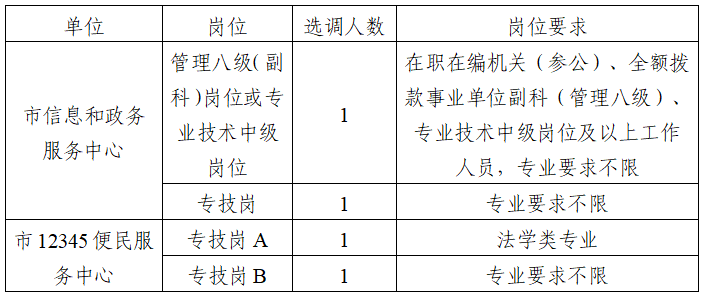 单位 岗位 选调人数 岗位要求
市信息和政务
服务中心
管理八级(副
科)岗位或专
业技术中级
岗位
1
在职在编机关（参公）、全额拨
款事业单位副科（管理八级）、
专业技术中级岗位及以上工作
人员，专业要求不限
专技岗 1 专业要求不限
市12345便民服
务中心
专技岗A 1 法学类专业
专技岗B 1 专业要求不限